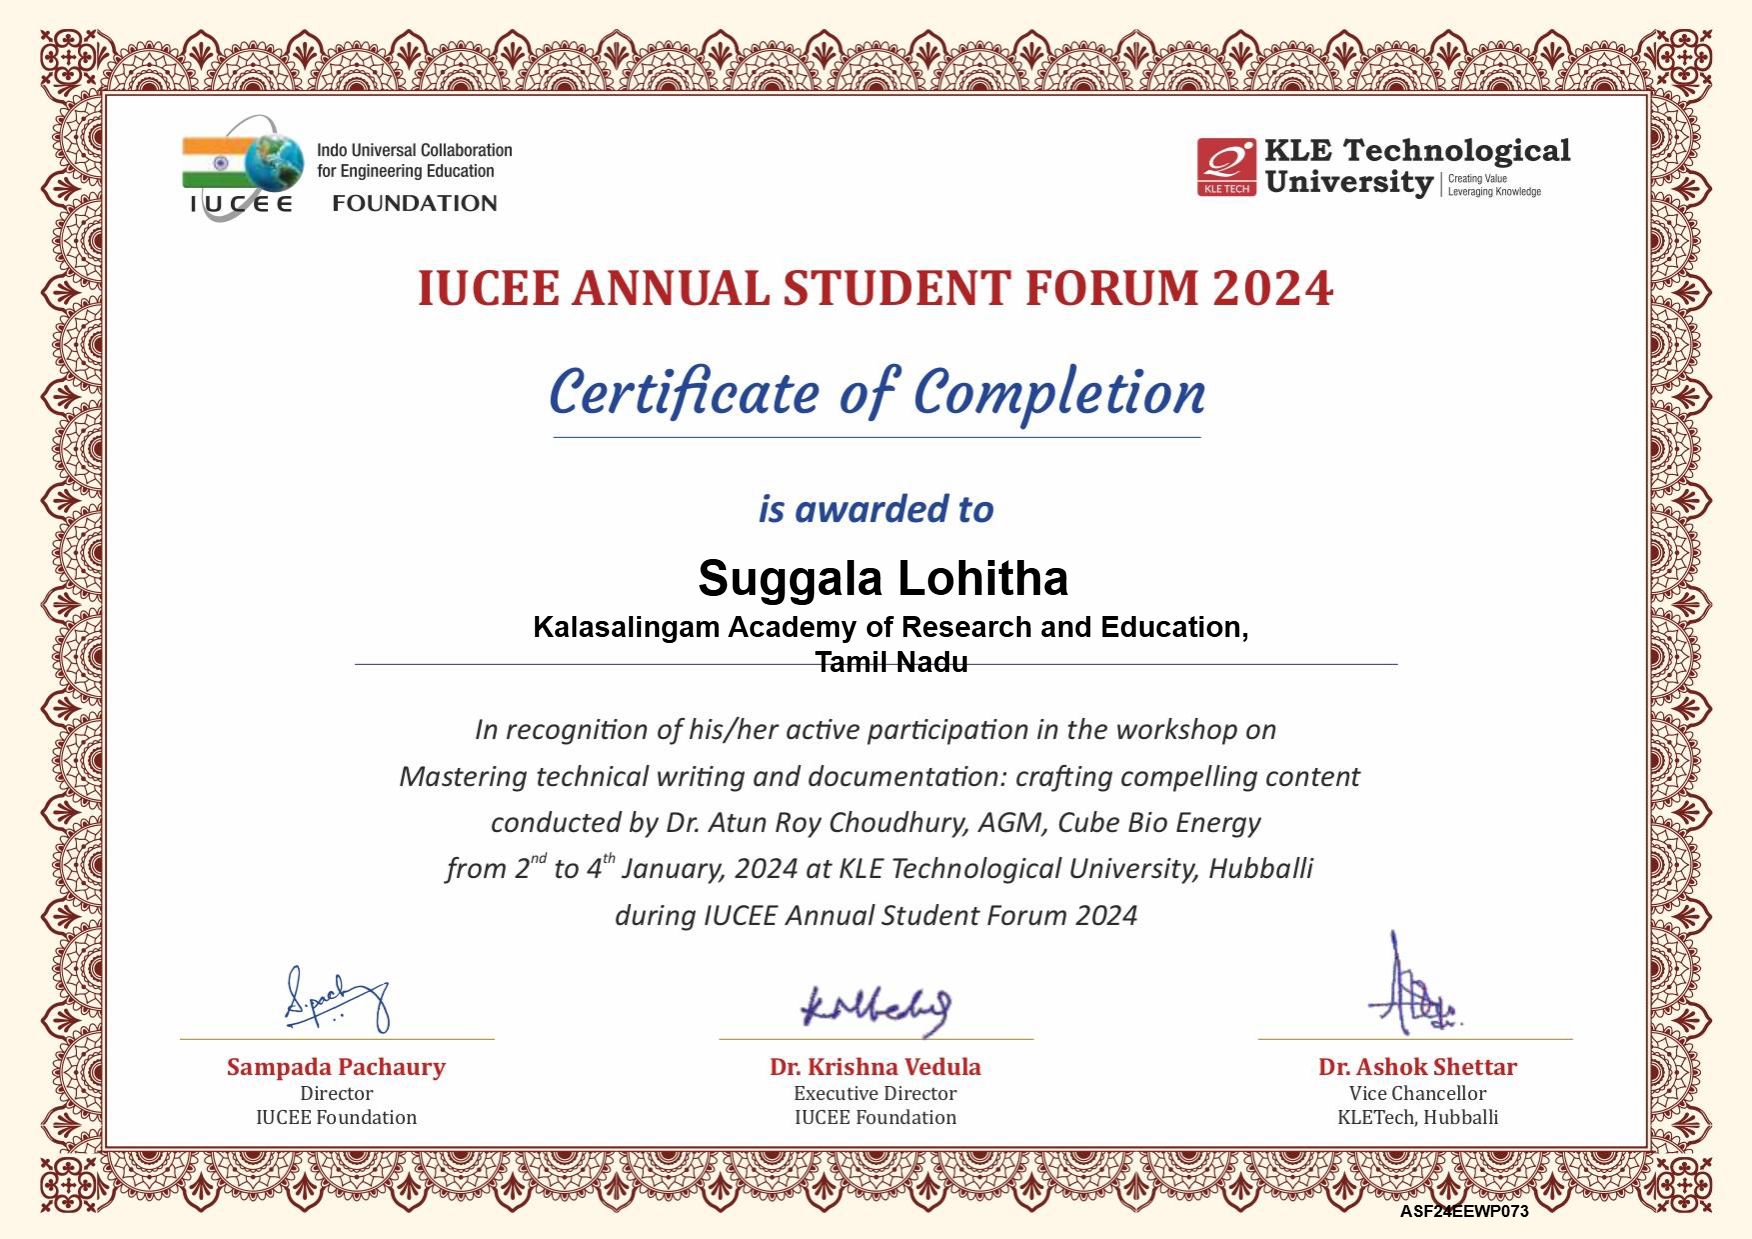 Indo Universal Collaboration
for Engineering Education
IUCEE FOUNDATION
KLE TECH
KLE Technological
University
Creating Value
Leveraging Knowledge
IUCEE ANNUAL STUDENT FORUM 2024
Certificate of Completion
is awarded to
Suggala Lohitha
Kalasalingam Academy of Research and Education,
Tamil Nadu
In recognition of his/her active participation in the workshop on
Mastering technical writing and documentation: crafting compelling content
conducted by Dr. Atun Roy Choudhury, AGM, Cube Bio Energy
from 2nd to 4th January, 2024 at KLE Technological University, Hubballi
during IUCEE Annual Student Forum 2024
S.pach
Sampada Pachaury
Director
IUCEE Foundation
Dr. Krishna Vedula
Executive Director
IUCEE Foundation
Dr. Ashok Shettar
Vice Chancellor
KLETech, Hubballi
ASF24EEWP073